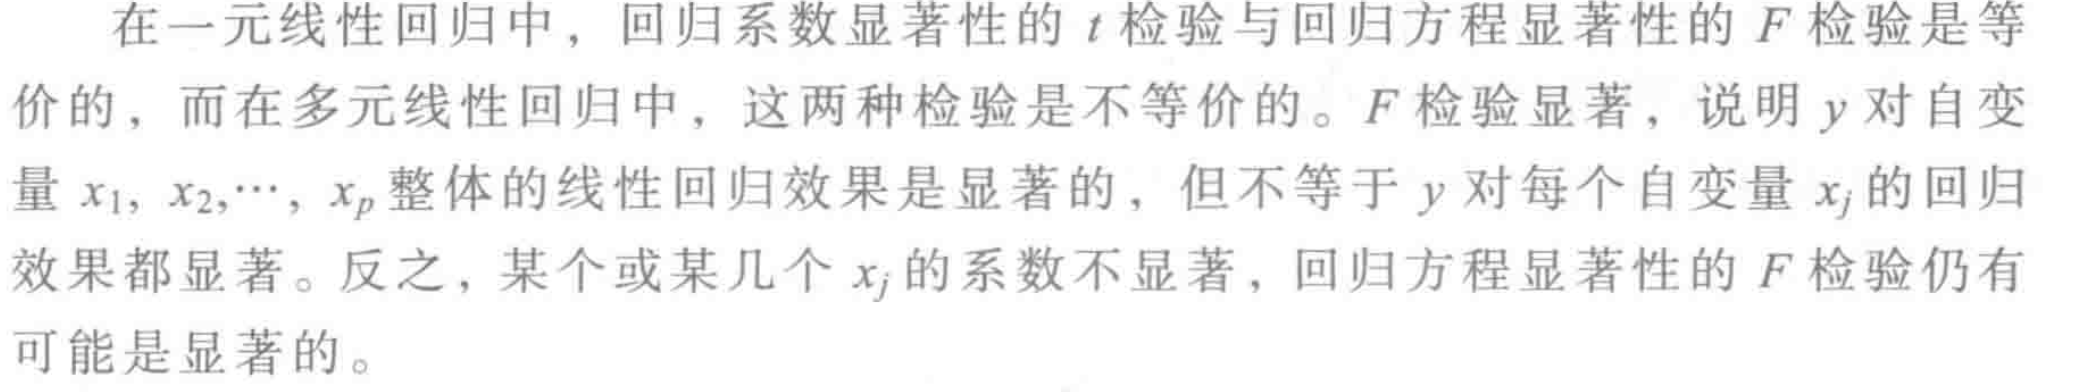 在一元线性回归中，回归系数显著性的 t 检验与回归方程显著性的 F 检验是等
价的，而在多元线性回归中，这两种检验是不等价的。F 检验显著，说明 y 对自变
量 x₁, x₂,⋯, xₚ 整体的线性回归效果是显著的，但不等于 y 对每个自变量 xⱼ 的回归
效果都显著。反之，某个或某几个 xⱼ 的系数不显著，回归方程显著性的 F 检验仍有
可能是显著的。